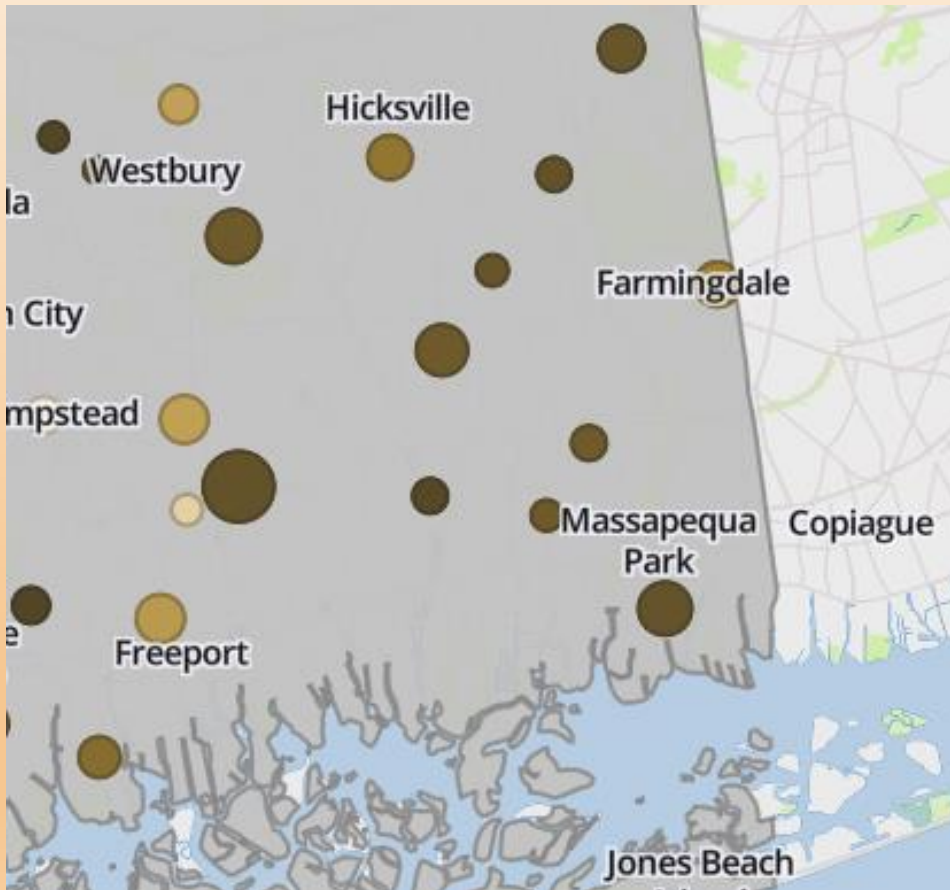 Hicksville
Westbury
la
Farmingdale
n City
mpstead
Massapequa
Park
Copiague
e
Freeport
Jones Beach